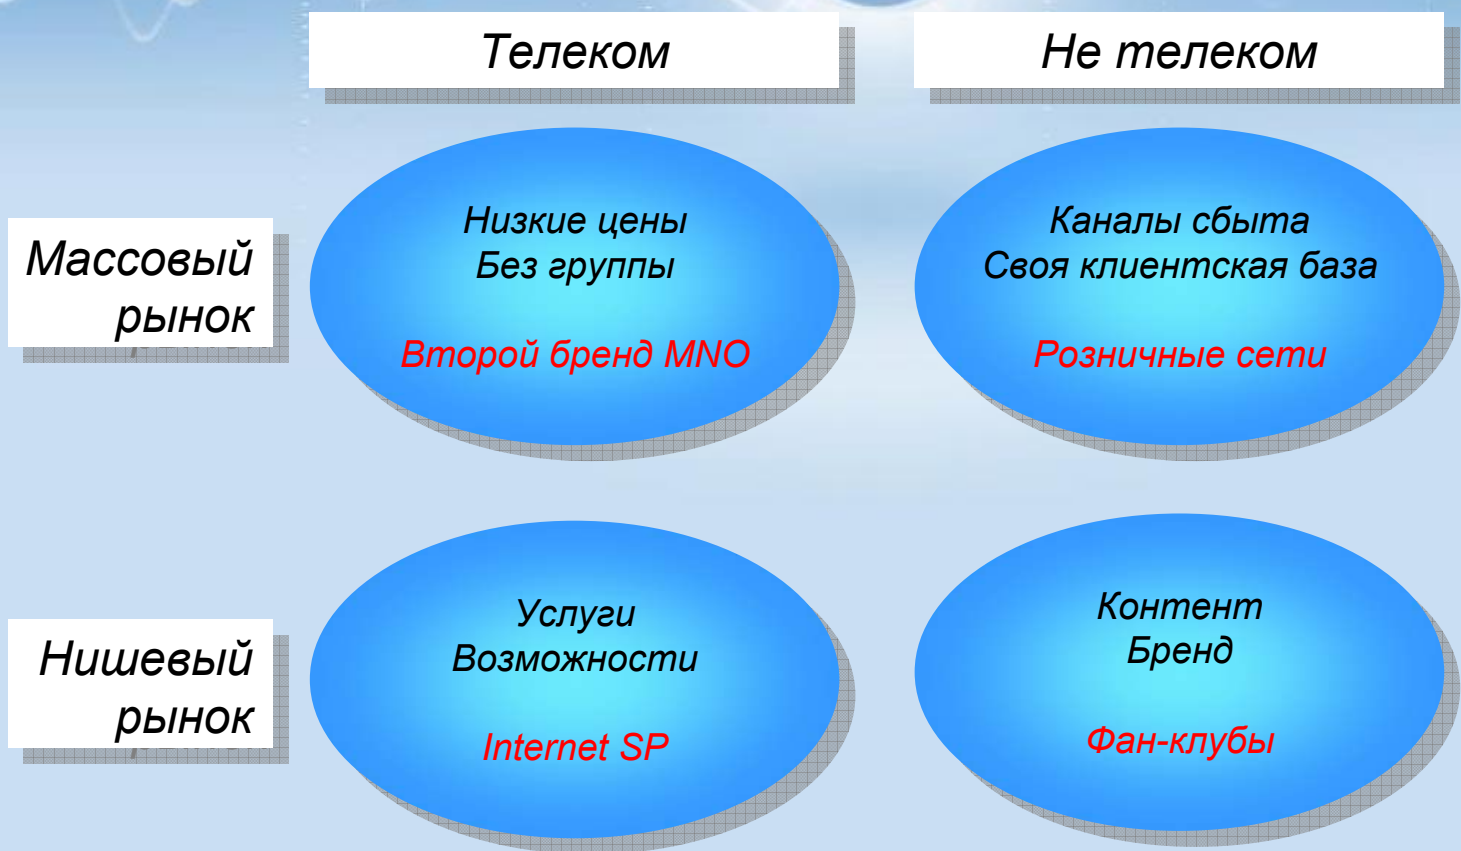 Телеком
Не телеком
Массовый
рынок
Низкие цены
Без группы
Второй бренд MNO
Каналы сбыта
Своя клиентская база
Розничные сети
Нишевый
рынок
Услуги
Возможности
Internet SP
Контент
Бренд
Фан-клубы